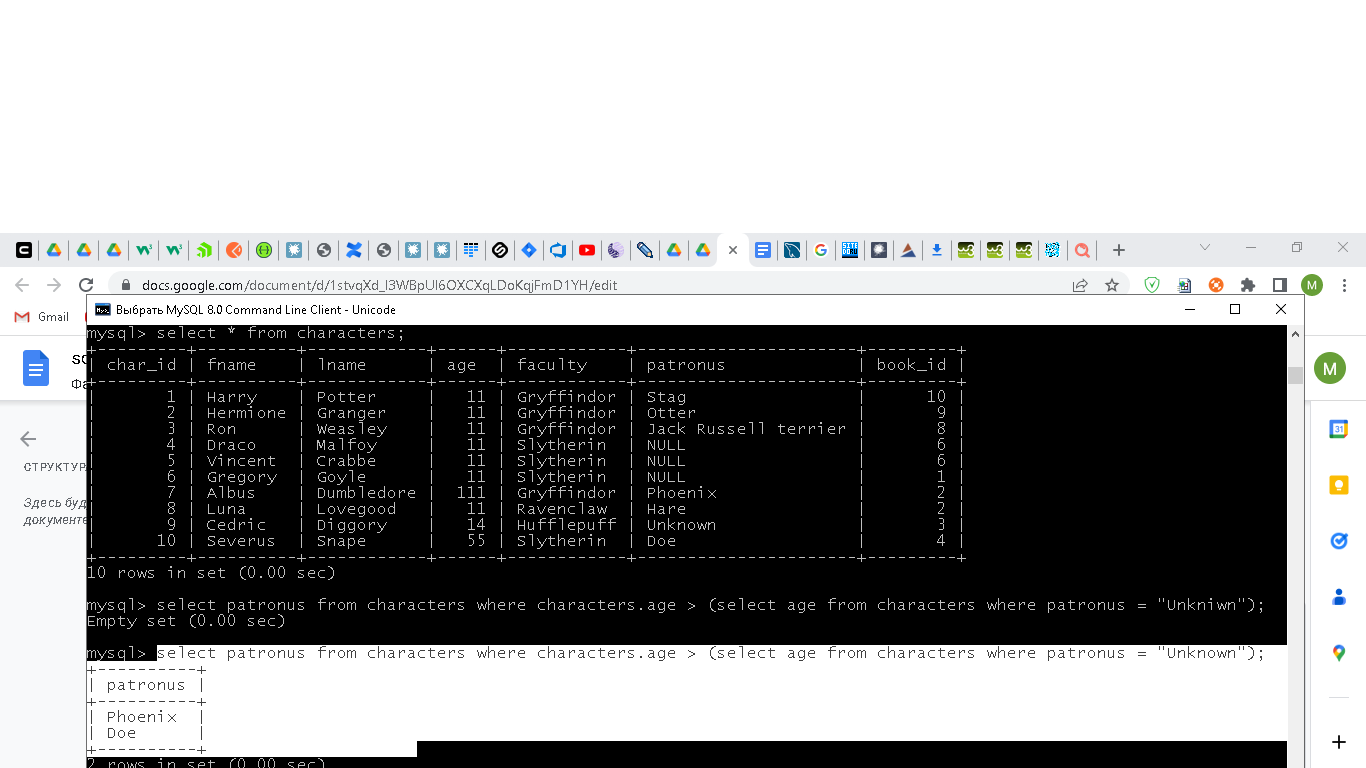 docs.google.com/document/d/1stvqXd_I3WBpUI6OXCXqLDoKqjFmD1YH/edit
M
Gmail
Выбрать MySQL 8.0 Command Line Client - Unicode
mysql> select * from characters;
+---------+----------+-----------+------+------------+----------------------+---------+
| char_id | fname    | lname     | age  | faculty    | patronus             | book_id |
+---------+----------+-----------+------+------------+----------------------+---------+
|       1 | Harry    | Potter    |   11 | Gryffindor | Stag                 |      10 |
|       2 | Hermione | Granger   |   11 | Gryffindor | Otter                |       9 |
|       3 | Ron      | Weasley   |   11 | Gryffindor | Jack Russell terrier |       8 |
|       4 | Draco    | Malfoy    |   11 | Slytherin  | NULL                 |       6 |
|       5 | Vincent  | Crabbe    |   11 | Slytherin  | NULL                 |       6 |
|       6 | Gregory  | Goyle     |   11 | Slytherin  | NULL                 |       1 |
|       7 | Albus    | Dumbledore |  111 | Gryffindor | Phoenix              |       2 |
|       8 | Luna     | Lovegood  |   11 | Ravenclaw  | Hare                 |       2 |
|       9 | Cedric   | Diggory   |   14 | Hufflepuff | Unknown              |       3 |
|      10 | Severus  | Snape     |   55 | Slytherin  | Doe                  |       4 |
+---------+----------+-----------+------+------------+----------------------+---------+
10 rows in set (0.00 sec)
mysql> select patronus from characters where characters.age > (select age from characters where patronus = "Unkniwn");
Empty set (0.00 sec)
mysql> select patronus from characters where characters.age > (select age from characters where patronus = "Unknown");
+----------+
| patronus |
+----------+
| Phoenix  |
| Doe      |
+----------+
2 rows in set (0.00 sec)
M
31
СТРУКТУРА
Здесь буд
документе